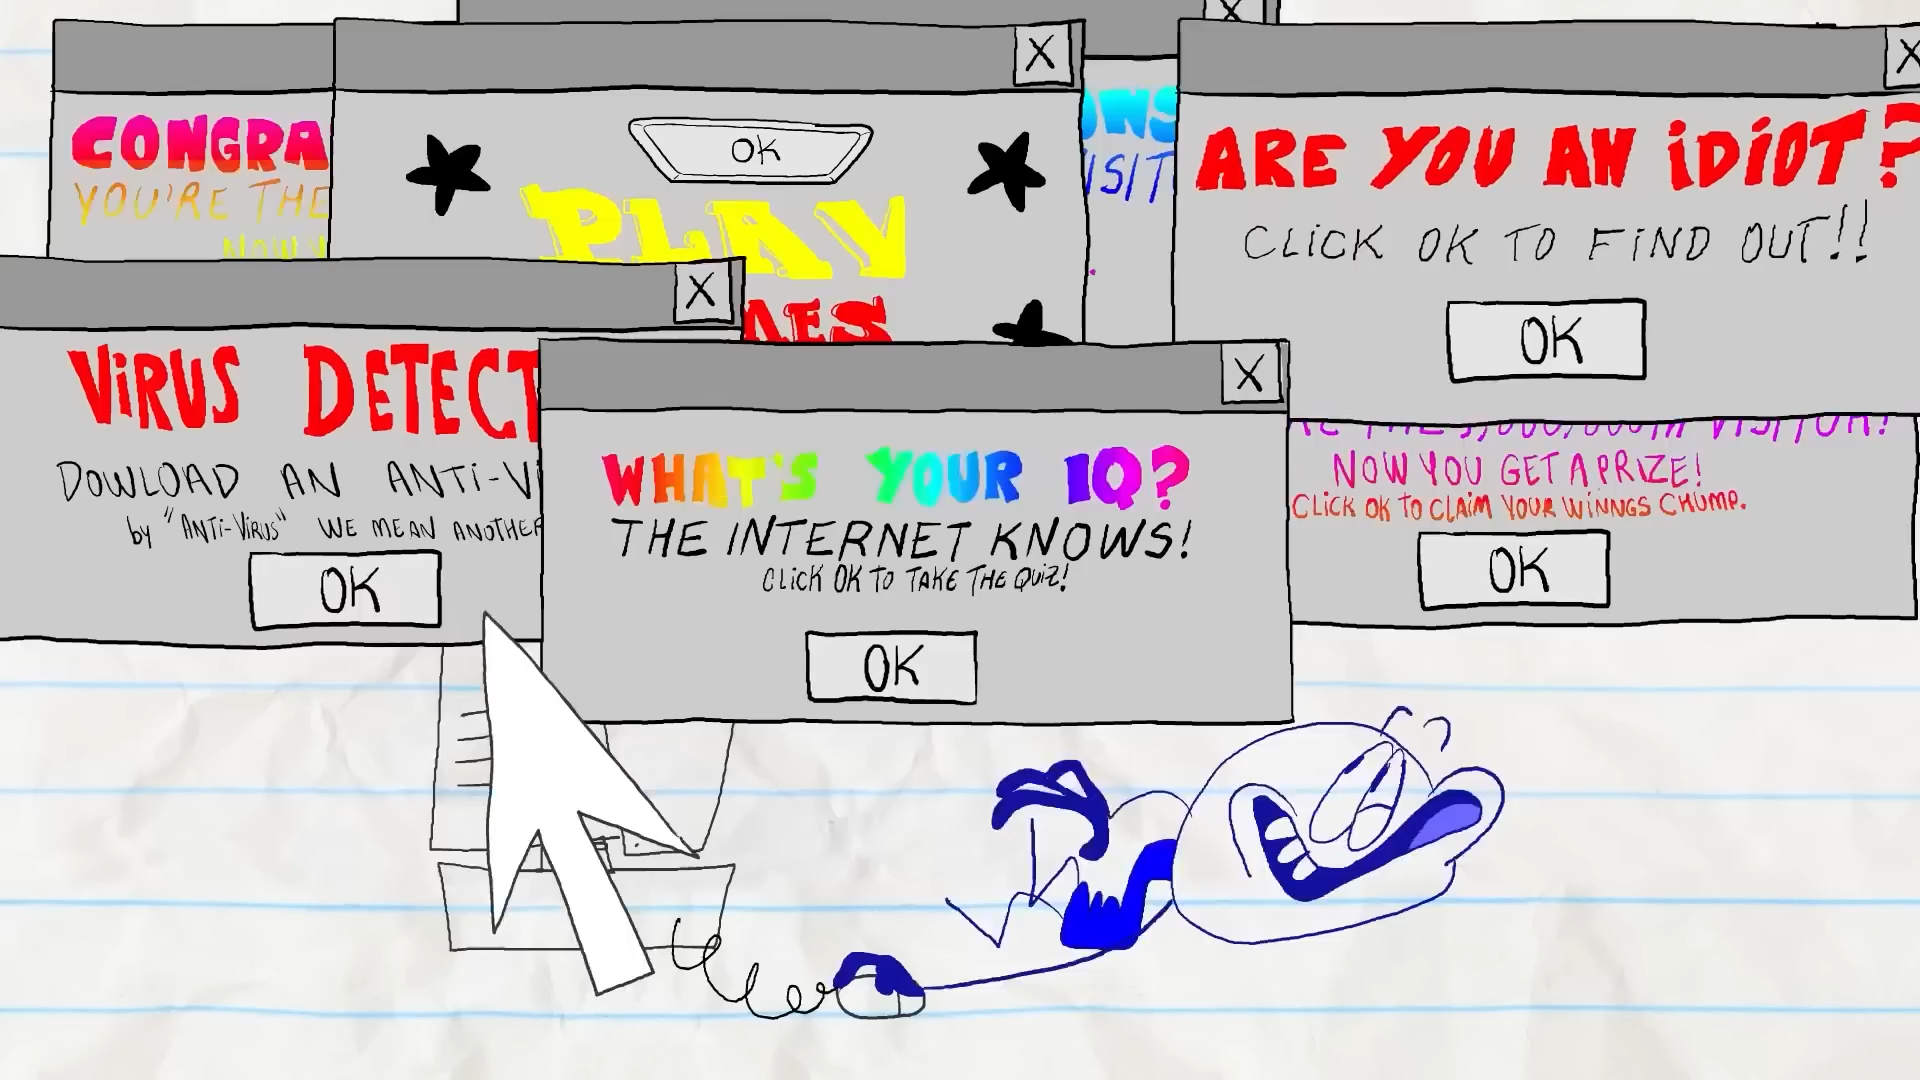 X
X
X
CONGRA
YOU'RE THE
OK
PLAY
ISIT
ARE YOU AN IDIOT?
CLICK OK TO FIND OUT!!
OK
X
VIRUS DETECT
DOWLOAD AN ANTI-VI
by "ANTI-VIRUS" WE MEAN ANOTHER
OK
X
WHAT'S YOUR IQ?
THE INTERNET KNOWS!
CLICK OK TO TAKE THE QUIZ!
OK
NOW YOU GET A PRIZE!
CLICK OK TO CLAIM YOUR WINNGS CHUMP.
OK